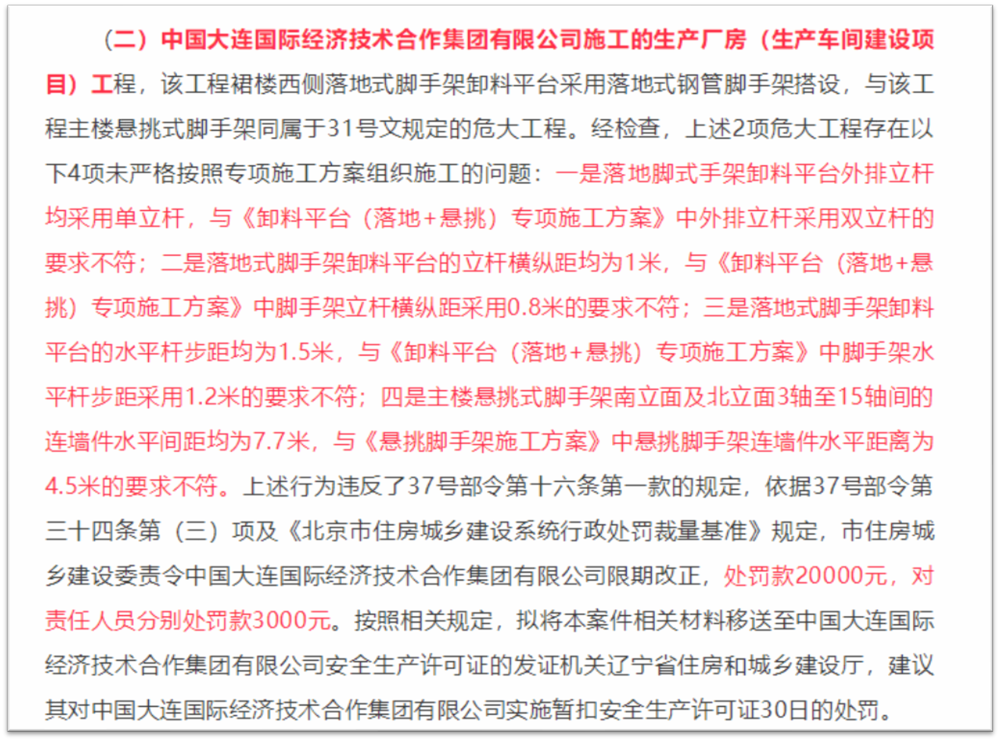 （二）中国大连国际经济技术合作集团有限公司施工的生产厂房（生产车间建设项
目）工程，该工程裙楼西侧落地式脚手架卸料平台采用落地式钢管脚手架搭设，与该工
程主楼悬挑式脚手架同属于31号文规定的危大工程。经检查，上述2项危大工程存在以
下4项未严格按照专项施工方案组织施工的问题：一是落地脚式手架卸料平台外排立杆
均采用单立杆，与《卸料平台（落地+悬挑）专项施工方案》中外排立杆采用双立杆的
要求不符；二是落地式脚手架卸料平台的立杆横纵距均为1米，与《卸料平台（落地+悬
挑）专项施工方案》中脚手架立杆横纵距采用0.8米的要求不符；三是落地式脚手架卸料
平台的水平杆步距均为1.5米，与《卸料平台（落地+悬挑）专项施工方案》中脚手架水
平杆步距采用1.2米的要求不符；四是主楼悬挑式脚手架南立面及北立面3轴至15轴间的
连墙件水平间距均为7.7米，与《悬挑脚手架施工方案》中悬挑脚手架连墙件水平距离为
4.5米的要求不符。上述行为违反了37号部令第十六条第一款的规定，依据37号部令第
三十四条第（三）项及《北京市住房城乡建设系统行政处罚裁量基准》规定，市住房城
乡建设委责令中国大连国际经济技术合作集团有限公司限期改正，处罚款20000元，对
责任人员分别处罚款3000元。按照相关规定，拟将本案件相关材料移送至中国大连国际
经济技术合作集团有限公司安全生产许可证的发证机关辽宁省住房和城乡建设厅，建议
其对中国大连国际经济技术合作集团有限公司实施暂扣安全生产许可证30日的处罚。